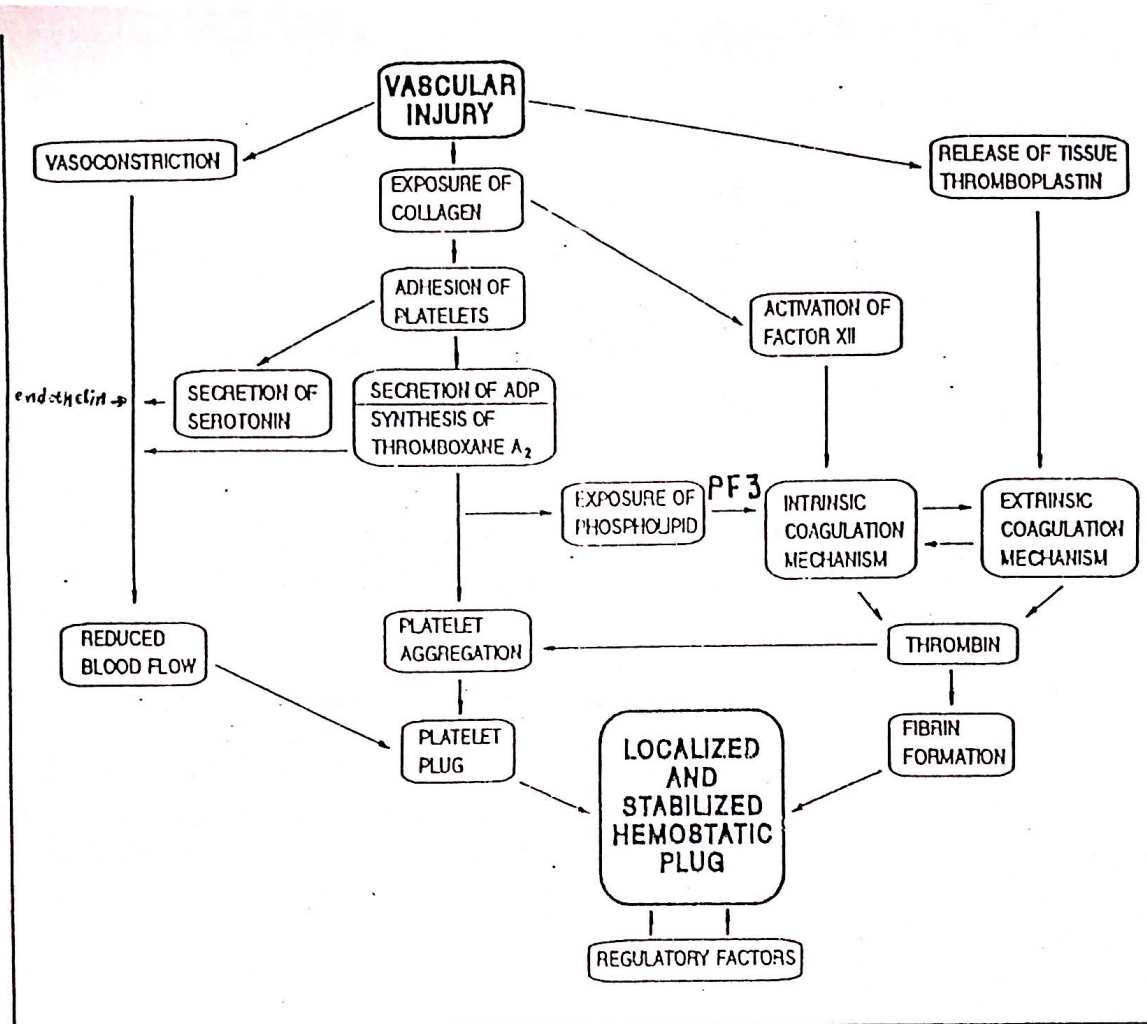 VASCULAR
INJURY
VASOCONSTRICTION
RELEASE OF TISSUE
THROMBOPLASTIN
EXPOSURE OF
COLLAGEN
ADHESION OF
PLATELETS
ACTIVATION OF
FACTOR XII
endothelin
SECRETION OF
SEROTONIN
SECRETION OF ADP
SYNTHESIS OF
THROMBOXANE A₂
EXPOSURE OF
PHOSPHOLIPID
PF3
INTRINSIC
COAGULATION
MECHANISM
EXTRINSIC
COAGULATION
MECHANISM
REDUCED
BLOOD FLOW
PLATELET
AGGREGATION
THROMBIN
PLATELET
PLUG
FIBRIN
FORMATION
LOCALIZED
AND
STABILIZED
HEMOSTATIC
PLUG
REGULATORY FACTORS